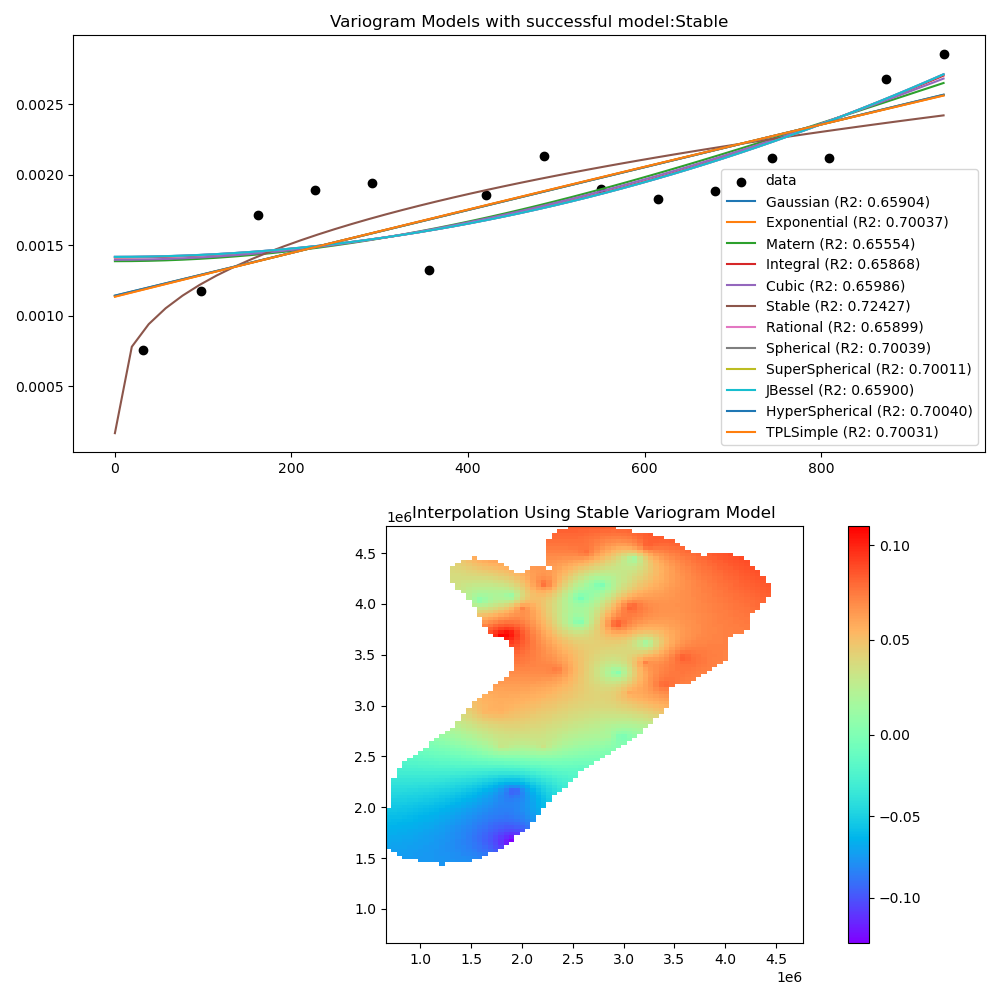 Variogram Models with successful model:Stable
0.0025
0.0020
0.0015
0.0010
0.0005
data
Gaussian (R2: 0.65904)
Exponential (R2: 0.70037)
Matern (R2: 0.65554)
Integral (R2: 0.65868)
Cubic (R2: 0.65986)
Stable (R2: 0.72427)
Rational (R2: 0.65899)
Spherical (R2: 0.70039)
SuperSpherical (R2: 0.70011)
JBessel (R2: 0.65900)
HyperSpherical (R2: 0.70040)
TPLSimple (R2: 0.70031)
0 200 400 600 800
1e6 Interpolation Using Stable Variogram Model
4.5
4.0
3.5
3.0
2.5
2.0
1.5
1.0
1.0 1.5 2.0 2.5 3.0 3.5 4.0 4.5
1e6
0.10
0.05
0.00
−0.05
−0.10